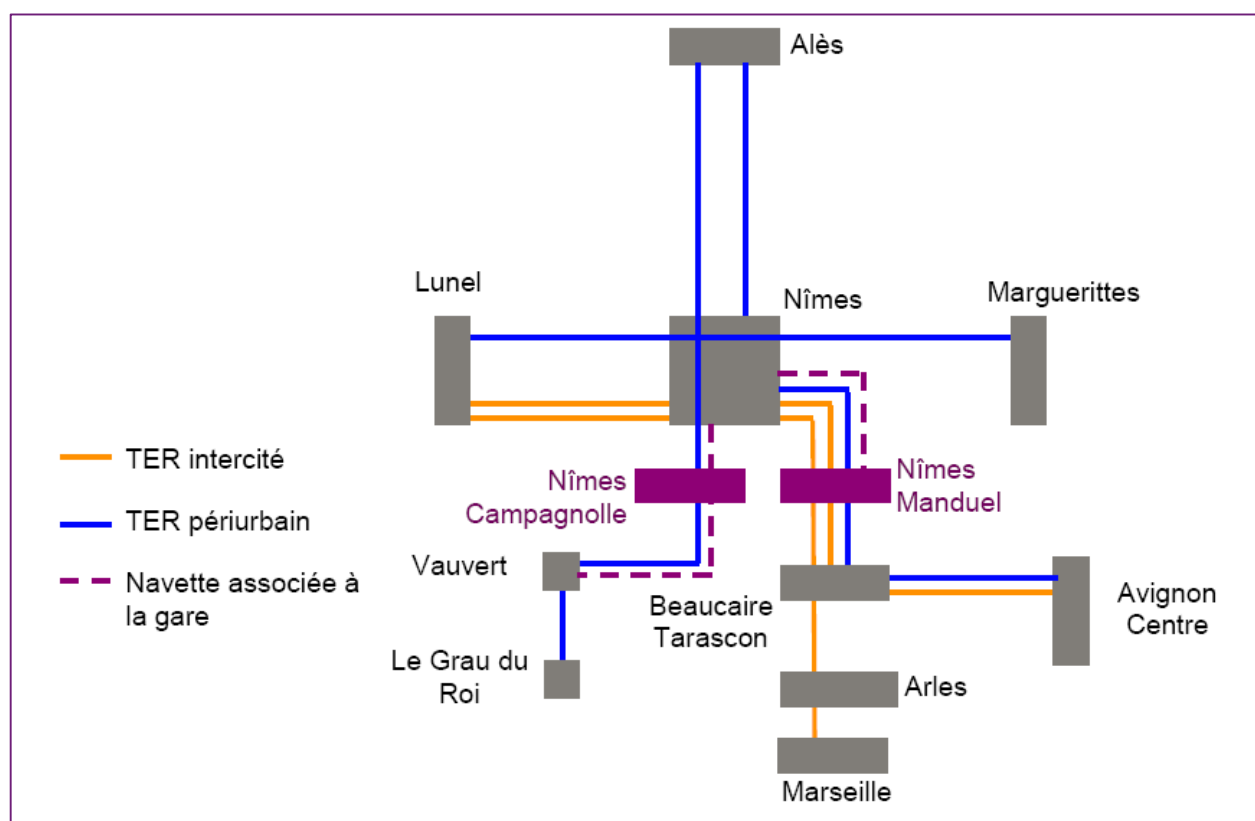 Alès
Lunel
Nîmes
Marguerittes
TER intercité
TER périurbain
Navette associée à
la gare
Nîmes
Campagnolle
Nîmes
Manduel
Vauvert
Beaucaire
Tarascon
Avignon
Centre
Le Grau du
Roi
Arles
Marseille